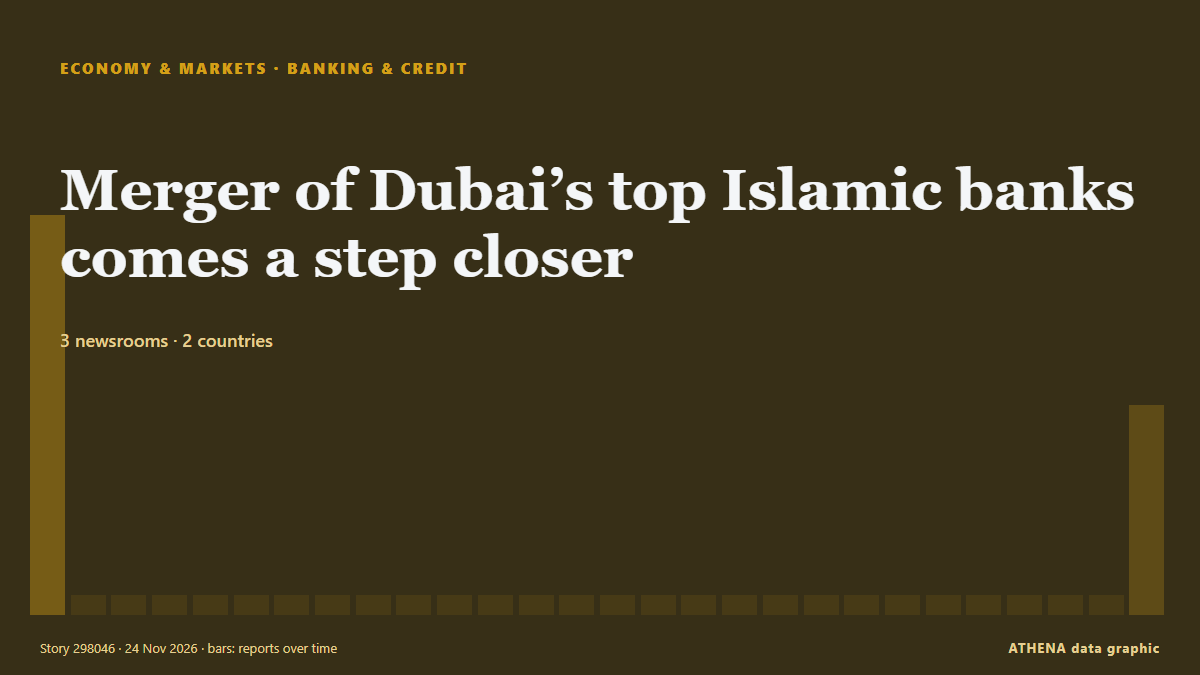 ECONOMY & MARKETS · BANKING & CREDIT
Merger of Dubai’s top Islamic banks
comes a step closer
3 newsrooms · 2 countries
Story 298046 · 24 Nov 2026 · bars: reports over time
ATHENA data graphic